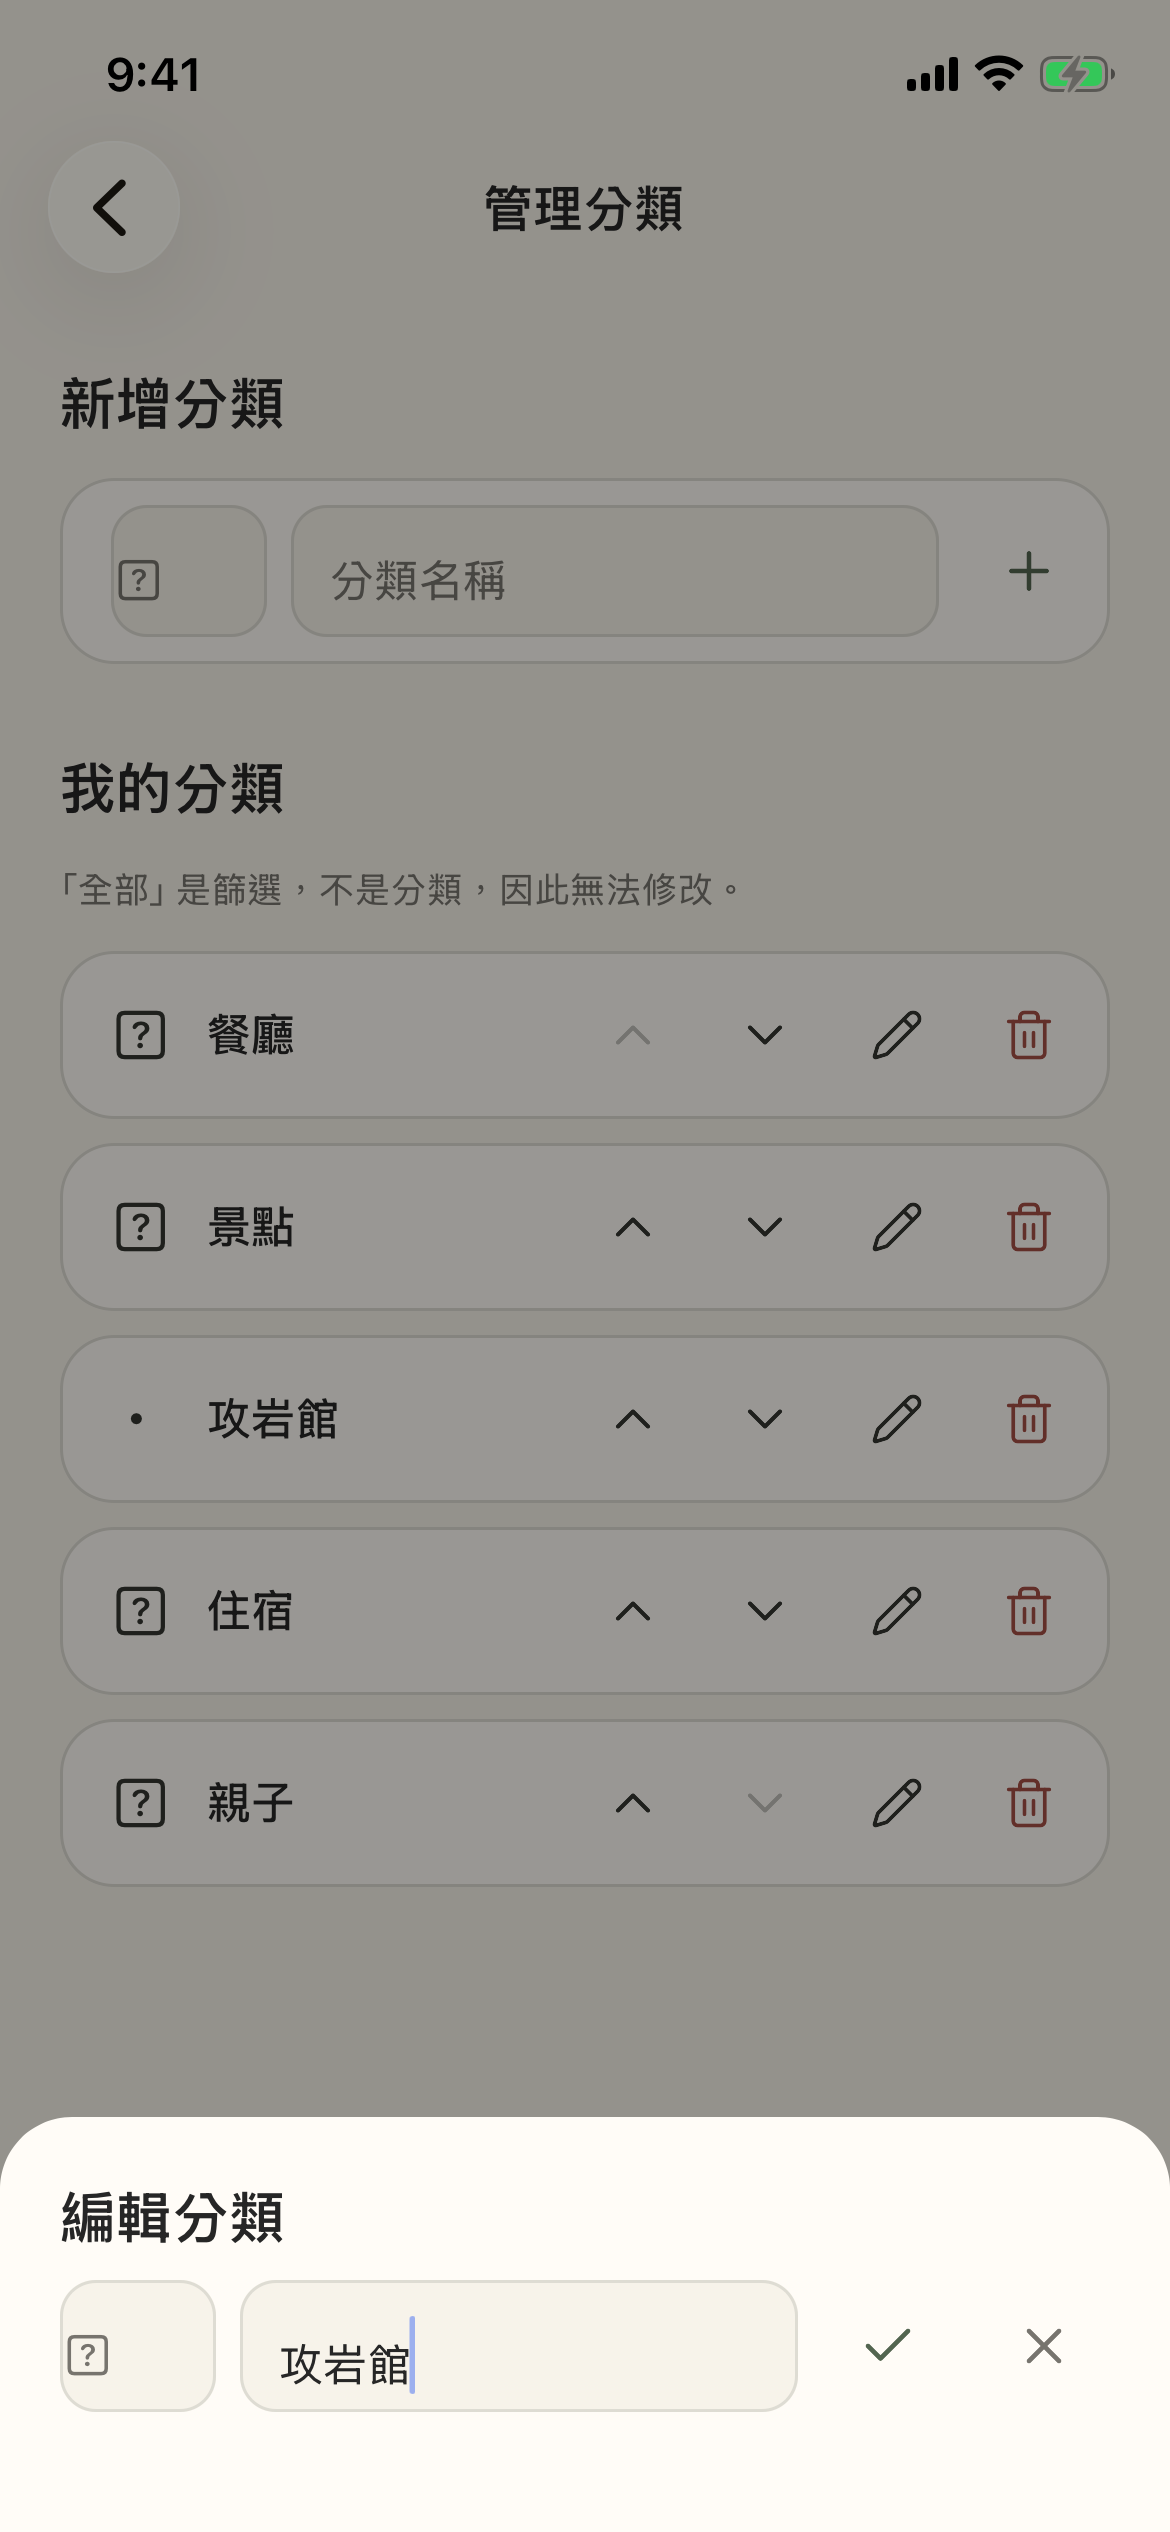 9:41
管理分類
新增分類
分類名稱
我的分類
「全部」是篩選，不是分類，因此無法修改。
餐廳
景點
• 攻岩館
住宿
親子
編輯分類
攻岩館